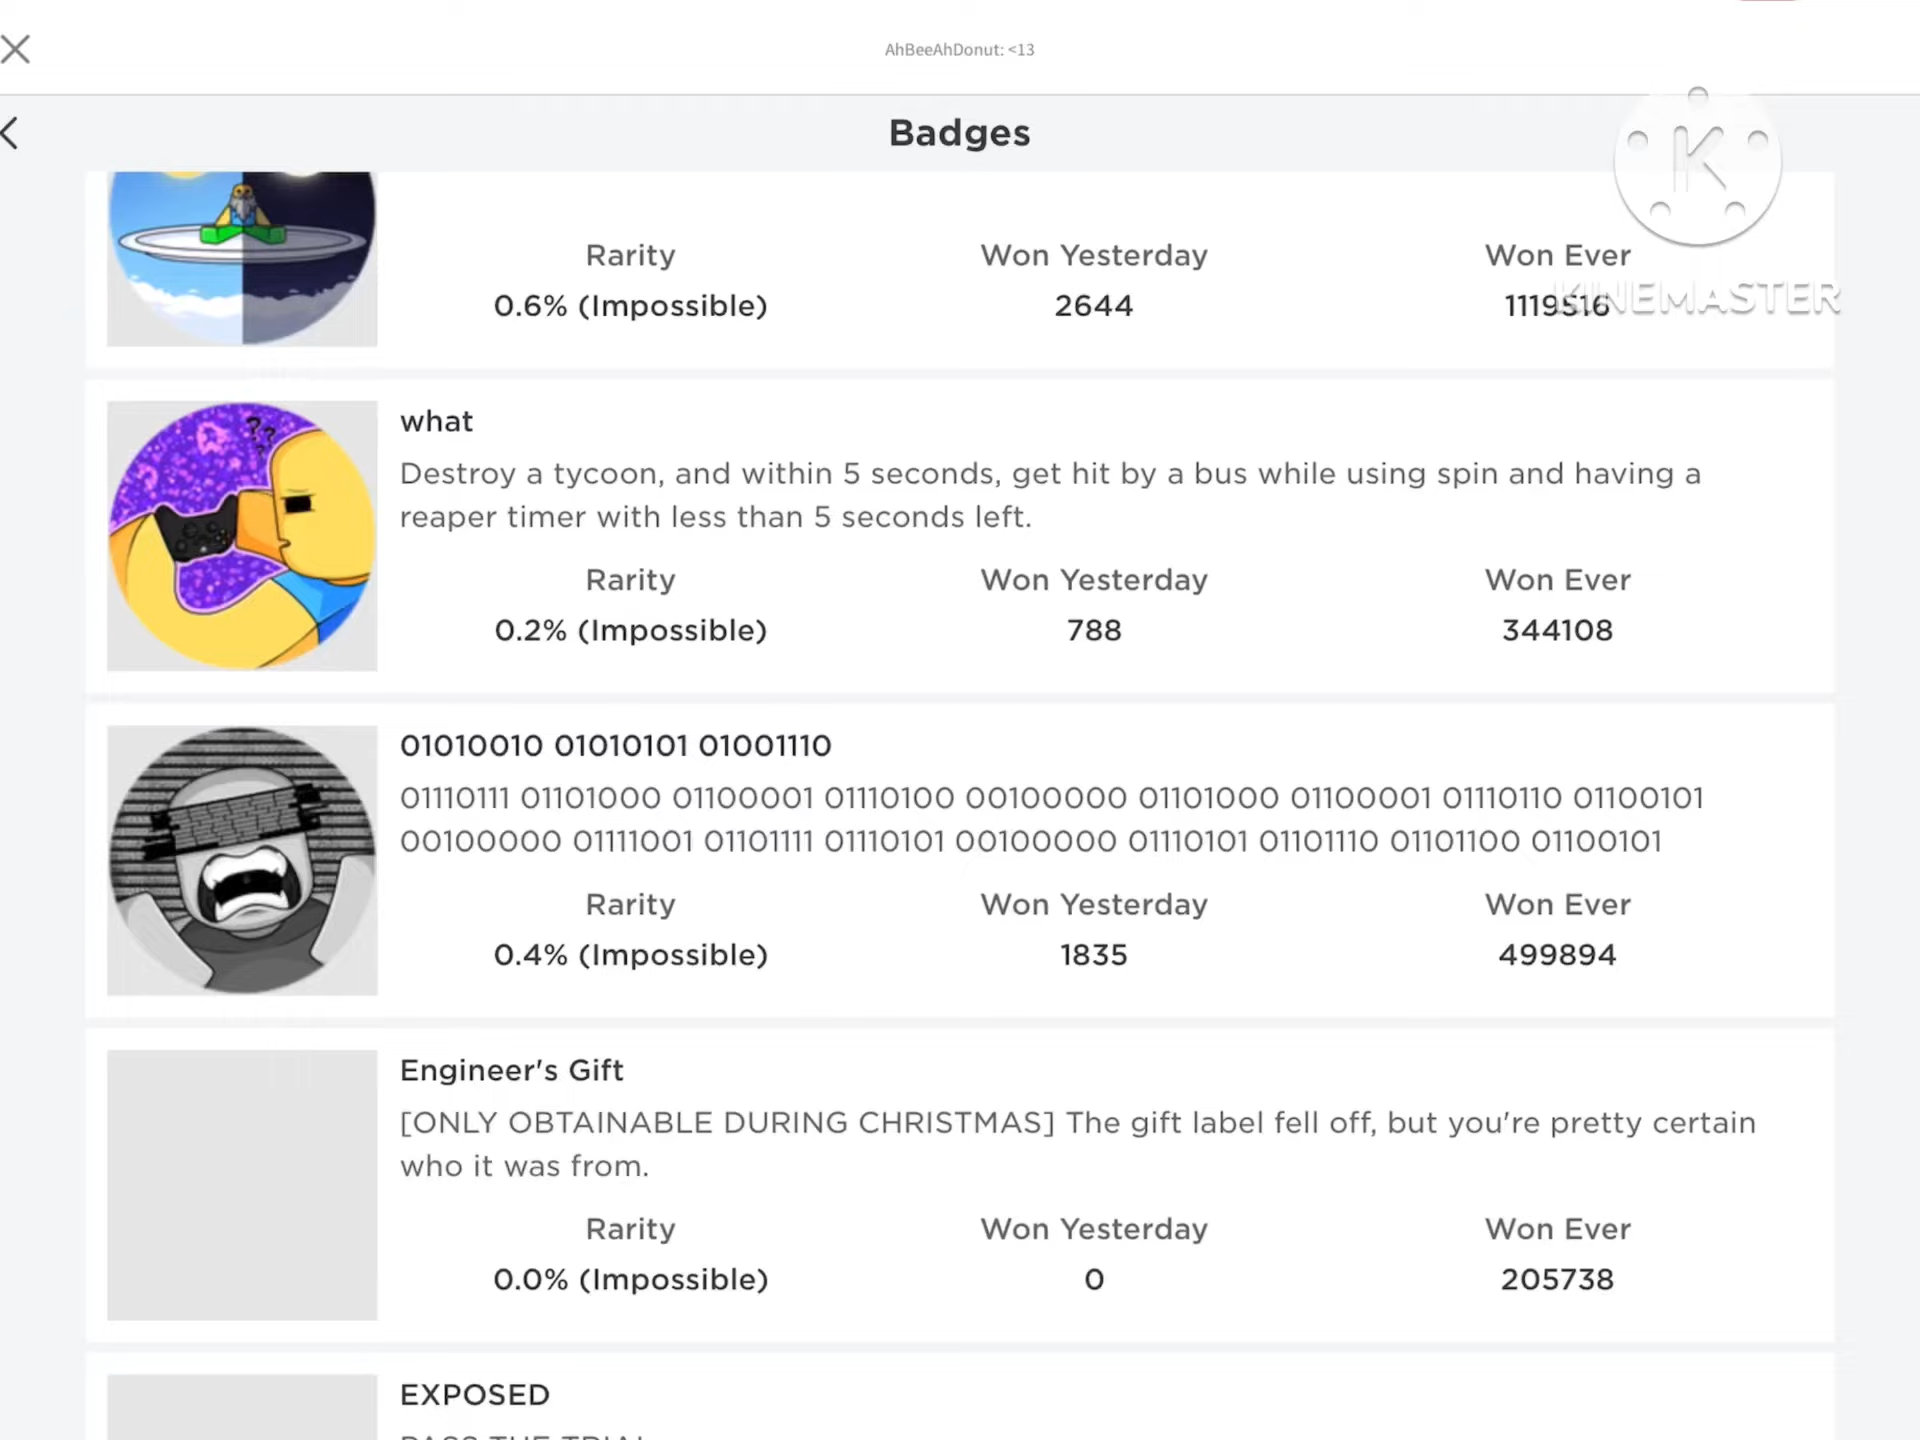 AhBeeAhDonut: <13
Badges
K
KINEMASTER
Rarity
Won Yesterday
Won Ever
0.6% (Impossible)
2644
1119516
what
Destroy a tycoon, and within 5 seconds, get hit by a bus while using spin and having a
reaper timer with less than 5 seconds left.
Rarity
Won Yesterday
Won Ever
0.2% (Impossible)
788
344108
01010010 01010101 01001110
01110111 01101000 01100001 01110100 00100000 01101000 01100001 01110110 01100101
00100000 01111001 01101111 01110101 00100000 01110101 01101110 01101100 01100101
Rarity
Won Yesterday
Won Ever
0.4% (Impossible)
1835
499894
Engineer's Gift
[ONLY OBTAINABLE DURING CHRISTMAS] The gift label fell off, but you're pretty certain
who it was from.
Rarity
Won Yesterday
Won Ever
0.0% (Impossible)
0
205738
EXPOSED
PASS THE TRIAL